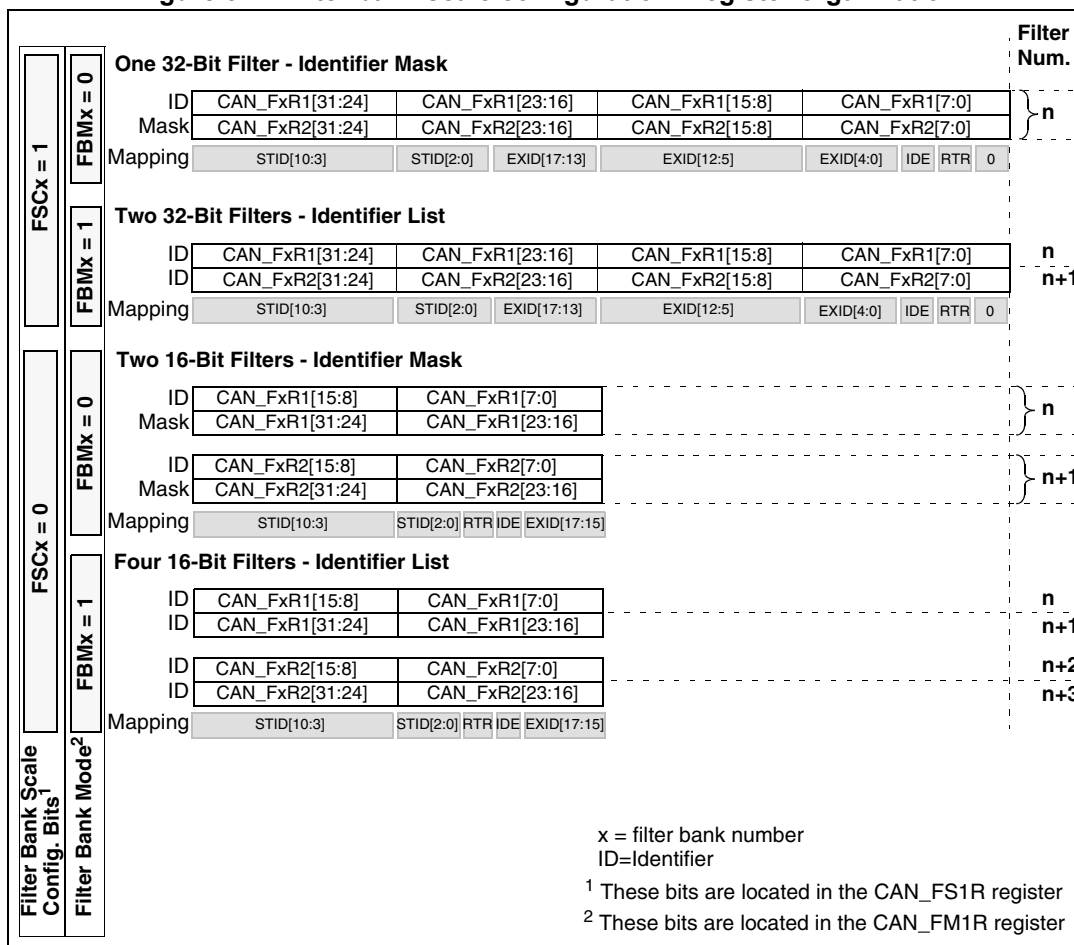 Filter
Num.
One 32-Bit Filter - Identifier Mask
ID CAN_FxR1[31:24] CAN_FxR1[23:16] CAN_FxR1[15:8] CAN_FxR1[7:0]
Mask CAN_FxR2[31:24] CAN_FxR2[23:16] CAN_FxR2[15:8] CAN_FxR2[7:0]
n
Mapping STID[10:3] STID[2:0] EXID[17:13] EXID[12:5] EXID[4:0] IDE RTR 0
Two 32-Bit Filters - Identifier List
ID CAN_FxR1[31:24] CAN_FxR1[23:16] CAN_FxR1[15:8] CAN_FxR1[7:0] n
ID CAN_FxR2[31:24] CAN_FxR2[23:16] CAN_FxR2[15:8] CAN_FxR2[7:0] n+1
Mapping STID[10:3] STID[2:0] EXID[17:13] EXID[12:5] EXID[4:0] IDE RTR 0
FSCx = 1
FBMx = 0
FBMx = 1
Two 16-Bit Filters - Identifier Mask
ID CAN_FxR1[15:8] CAN_FxR1[7:0]
Mask CAN_FxR1[31:24] CAN_FxR1[23:16]
n
ID CAN_FxR2[15:8] CAN_FxR2[7:0]
Mask CAN_FxR2[31:24] CAN_FxR2[23:16]
n+1
Mapping STID[10:3] STID[2:0] RTR IDE EXID[17:15]
Four 16-Bit Filters - Identifier List
ID CAN_FxR1[15:8] CAN_FxR1[7:0] n
ID CAN_FxR1[31:24] CAN_FxR1[23:16] n+1
ID CAN_FxR2[15:8] CAN_FxR2[7:0] n+2
ID CAN_FxR2[31:24] CAN_FxR2[23:16] n+3
Mapping STID[10:3] STID[2:0] RTR IDE EXID[17:15]
FSCx = 0
FBMx = 0
FBMx = 1
Filter Bank Scale
Config. Bits1
Filter Bank Mode2
x = filter bank number
ID=Identifier
1 These bits are located in the CAN_FS1R register
2 These bits are located in the CAN_FM1R register